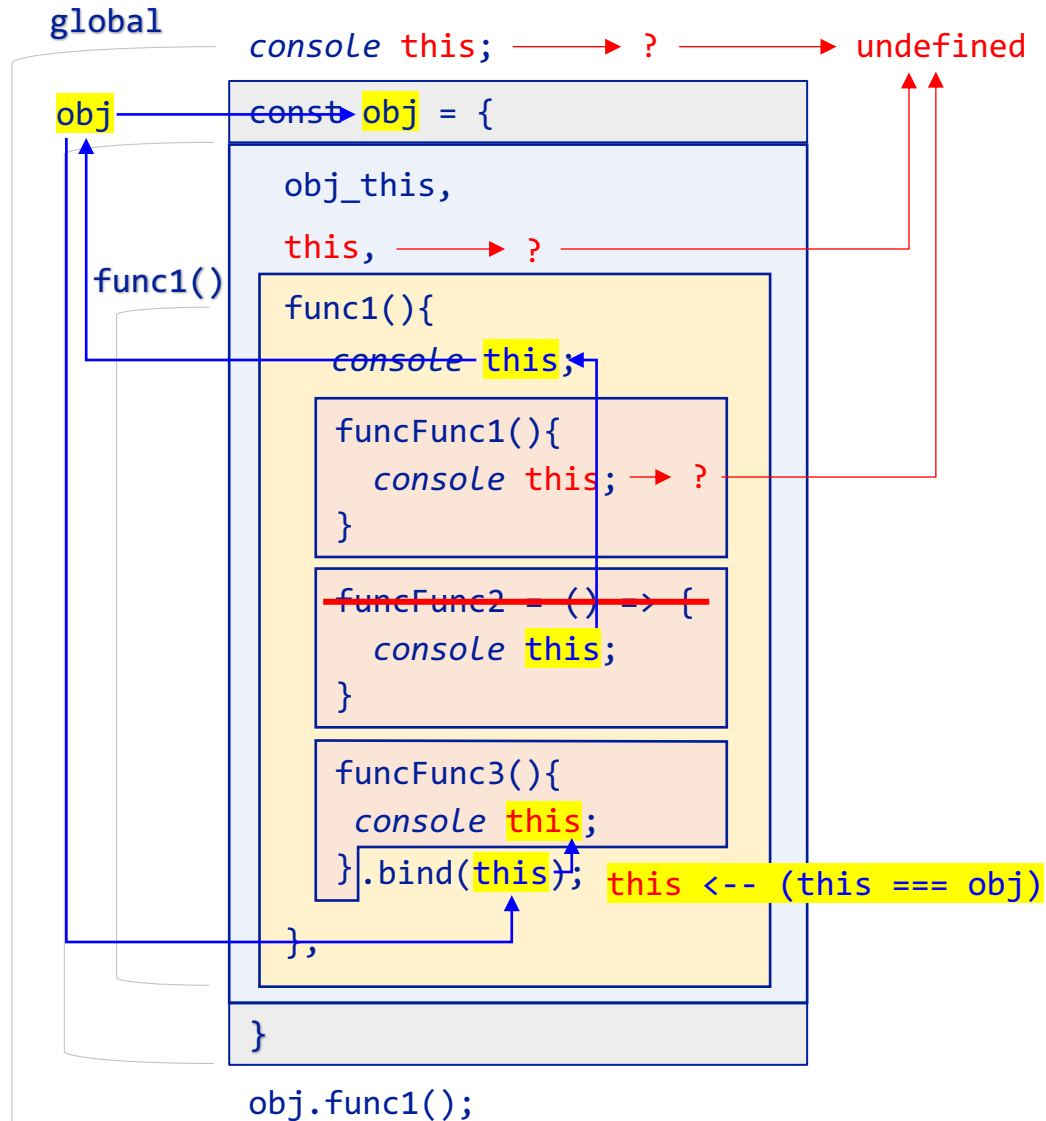 global
console this; ? undefined
obj const obj = {
obj_this,
this, ?
func1()
func1(){
console this;
funcFunc1(){
console this; ?
}
funcFunc2 = () => {
console this;
}
funcFunc3(){
console this;
}.bind(this); this <-- (this === obj)
},
}
obj.func1();